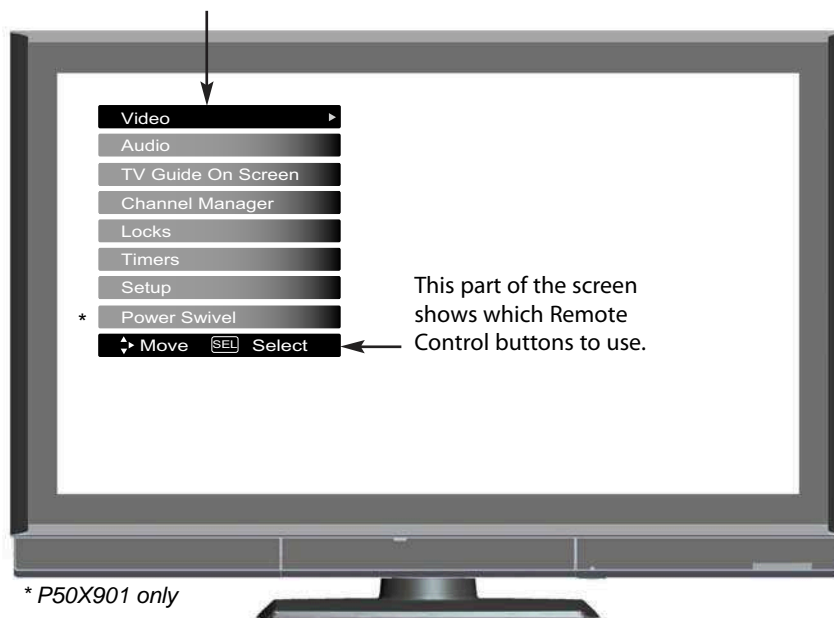 Video
Audio
TV Guide On Screen
Channel Manager
Locks
Timers
Setup
* Power Swivel
Move SEL Select
This part of the screen
shows which Remote
Control buttons to use.
* P50X901 only